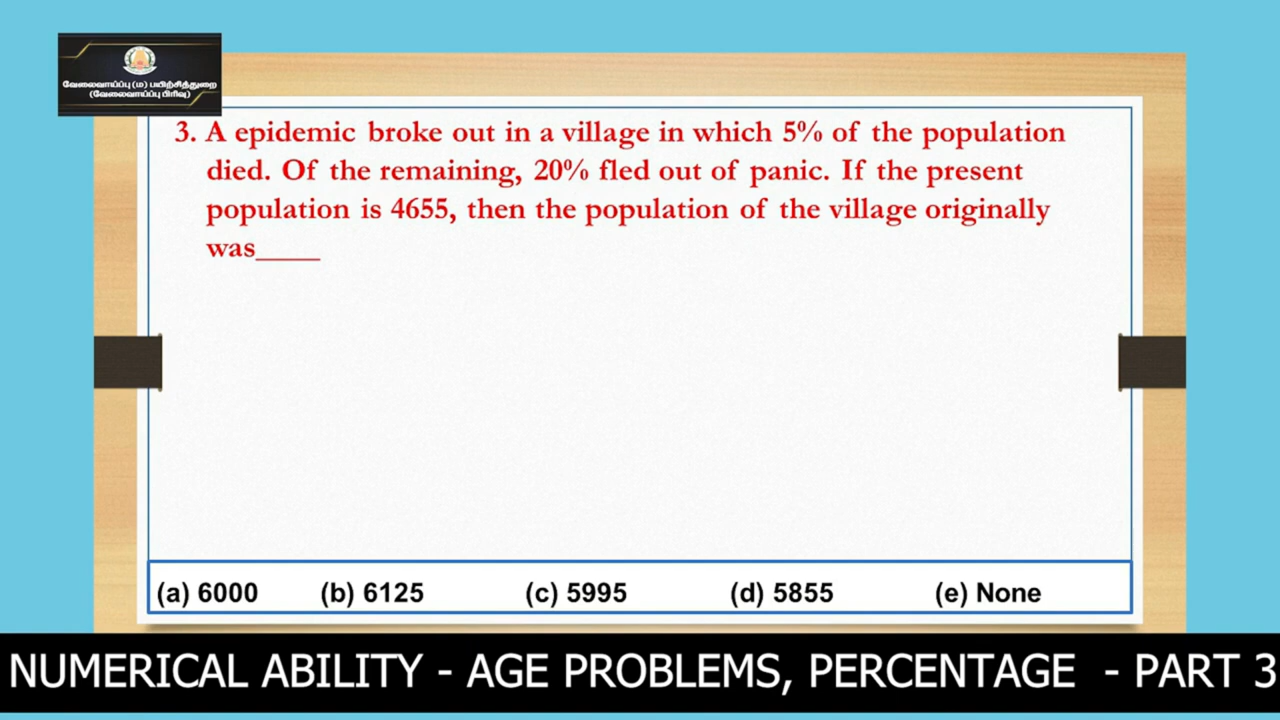 வேலைவாய்ப்பு (ம) பயிற்சித்துறை
(வேலைவாய்ப்பு பிரிவு)
3. A epidemic broke out in a village in which 5% of the population
died. Of the remaining, 20% fled out of panic. If the present
population is 4655, then the population of the village originally
was_____
(a) 6000 (b) 6125 (c) 5995 (d) 5855 (e) None
NUMERICAL ABILITY - AGE PROBLEMS, PERCENTAGE - PART 3